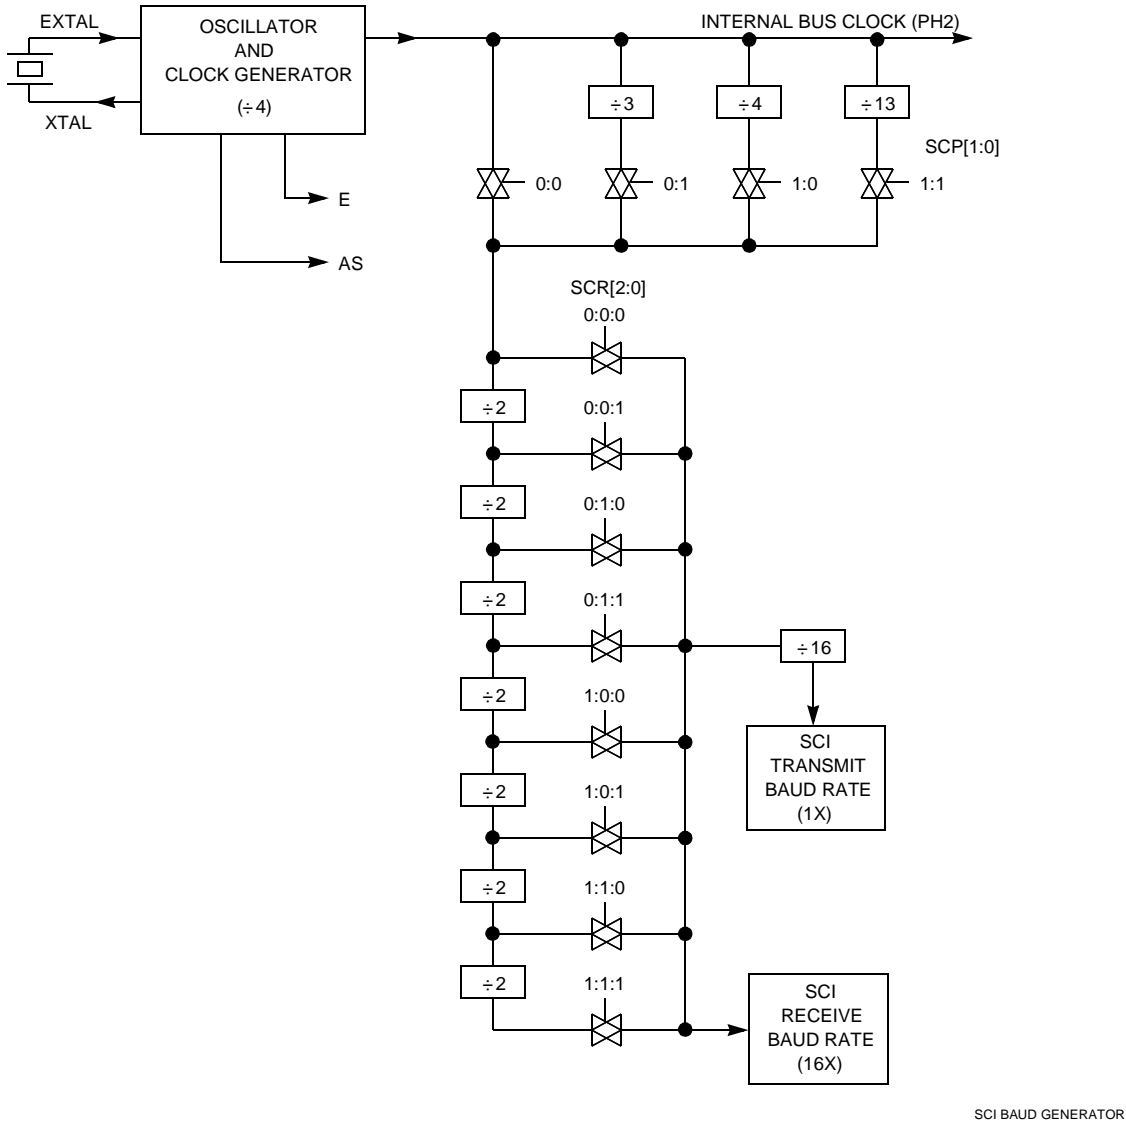 EXTAL
OSCILLATOR
AND
CLOCK GENERATOR
(÷4)
XTAL
INTERNAL BUS CLOCK (PH2)
÷3
÷4
÷13
SCP[1:0]
0:0
0:1
1:0
1:1
E
AS
SCR[2:0]
0:0:0
÷2
0:0:1
÷2
0:1:0
÷2
0:1:1
÷16
÷2
1:0:0
SCI
TRANSMIT
BAUD RATE
(1X)
÷2
1:0:1
÷2
1:1:0
÷2
1:1:1
SCI
RECEIVE
BAUD RATE
(16X)
SCI BAUD GENERATOR